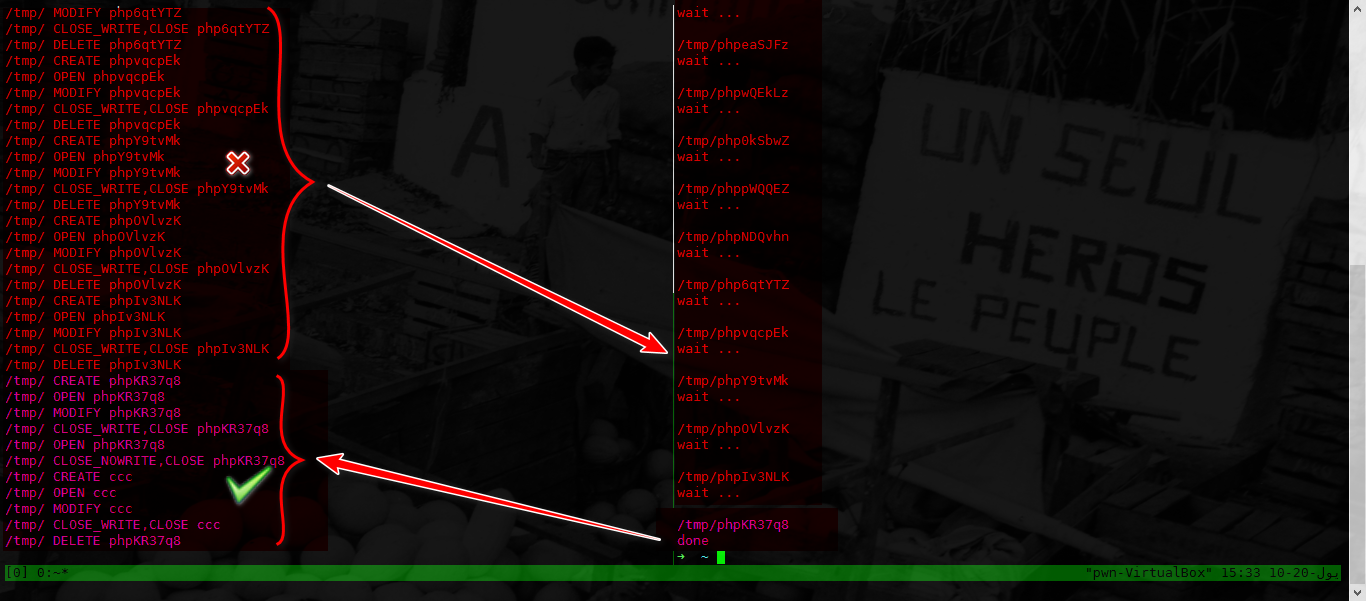 /tmp/ MODIFY php6qtYTZ
/tmp/ CLOSE_WRITE,CLOSE php6qtYTZ
/tmp/ DELETE php6qtYTZ
/tmp/ CREATE phpvqcpEk
/tmp/ OPEN phpvqcpEk
/tmp/ MODIFY phpvqcpEk
/tmp/ CLOSE_WRITE,CLOSE phpvqcpEk
/tmp/ DELETE phpvqcpEk
/tmp/ CREATE phpY9tvMk
/tmp/ OPEN phpY9tvMk
/tmp/ MODIFY phpY9tvMk
/tmp/ CLOSE_WRITE,CLOSE phpY9tvMk
/tmp/ DELETE phpY9tvMk
/tmp/ CREATE phpOVlvzK
/tmp/ OPEN phpOVlvzK
/tmp/ MODIFY phpOVlvzK
/tmp/ CLOSE_WRITE,CLOSE phpOVlvzK
/tmp/ DELETE phpOVlvzK
/tmp/ CREATE phpIv3NLK
/tmp/ OPEN phpIv3NLK
/tmp/ MODIFY phpIv3NLK
/tmp/ CLOSE_WRITE,CLOSE phpIv3NLK
/tmp/ DELETE phpIv3NLK
/tmp/ CREATE phpKR37q8
/tmp/ OPEN phpKR37q8
/tmp/ MODIFY phpKR37q8
/tmp/ CLOSE_WRITE,CLOSE phpKR37q8
/tmp/ OPEN phpKR37q8
/tmp/ CLOSE_NOWRITE,CLOSE phpKR37q8
/tmp/ CREATE ccc
/tmp/ OPEN ccc
/tmp/ MODIFY ccc
/tmp/ CLOSE_WRITE,CLOSE ccc
/tmp/ DELETE phpKR37q8
wait ...
/tmp/phpeaSJFz
wait ...
/tmp/phpwQEkLz
wait ...
/tmp/php0kSbwZ
wait ...
/tmp/phppWQQEZ
wait ...
/tmp/phpNDQvhn
wait ...
/tmp/php6qtYTZ
wait ...
/tmp/phpvqcpEk
wait ...
/tmp/phpY9tvMk
wait ...
/tmp/phpOVlvzK
wait ...
/tmp/phpIv3NLK
wait ...
/tmp/phpKR37q8
done
➜ ~
UN SEUL
HEROS
LE PEUPLE
[0] 0:~* "pwn-VirtualBox" 15:33 10-20-يول